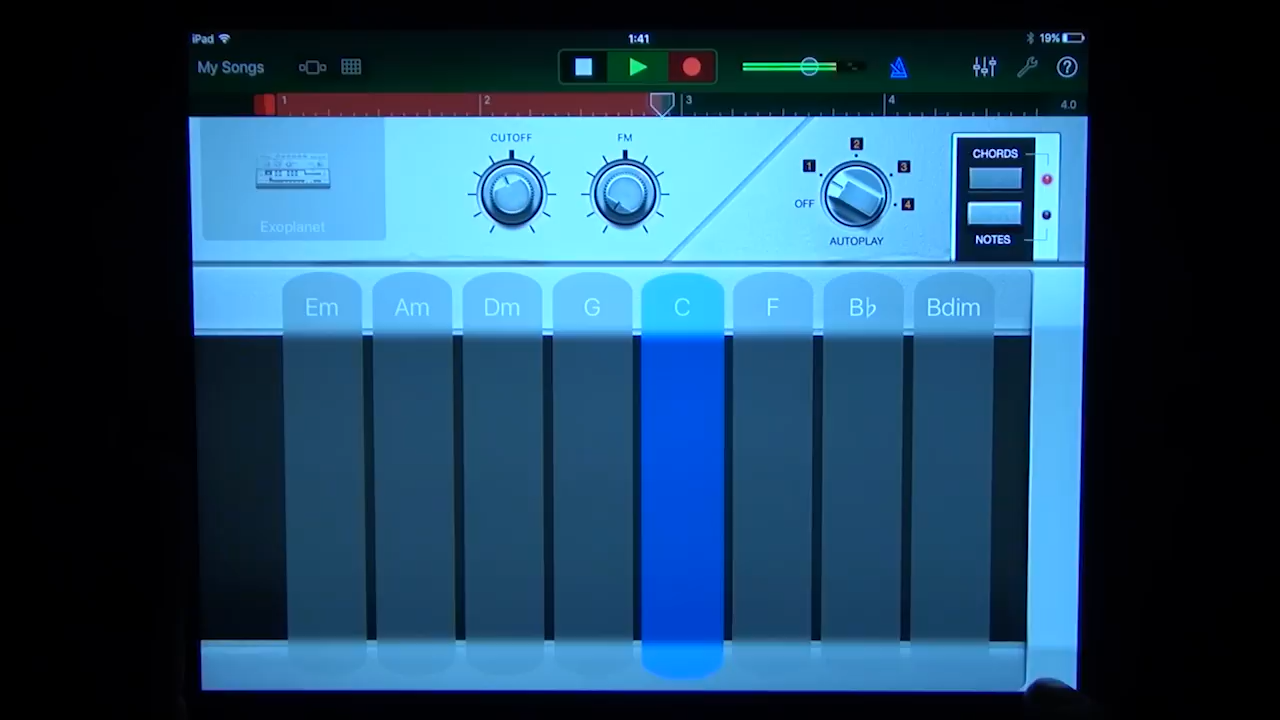 iPad 1:41 19%
My Songs
1 2 3 4 4.0
CUTOFF FM 2 CHORDS
1 3
OFF 4
Exoplanet AUTOPLAY NOTES
Em Am Dm G C F B♭ Bdim